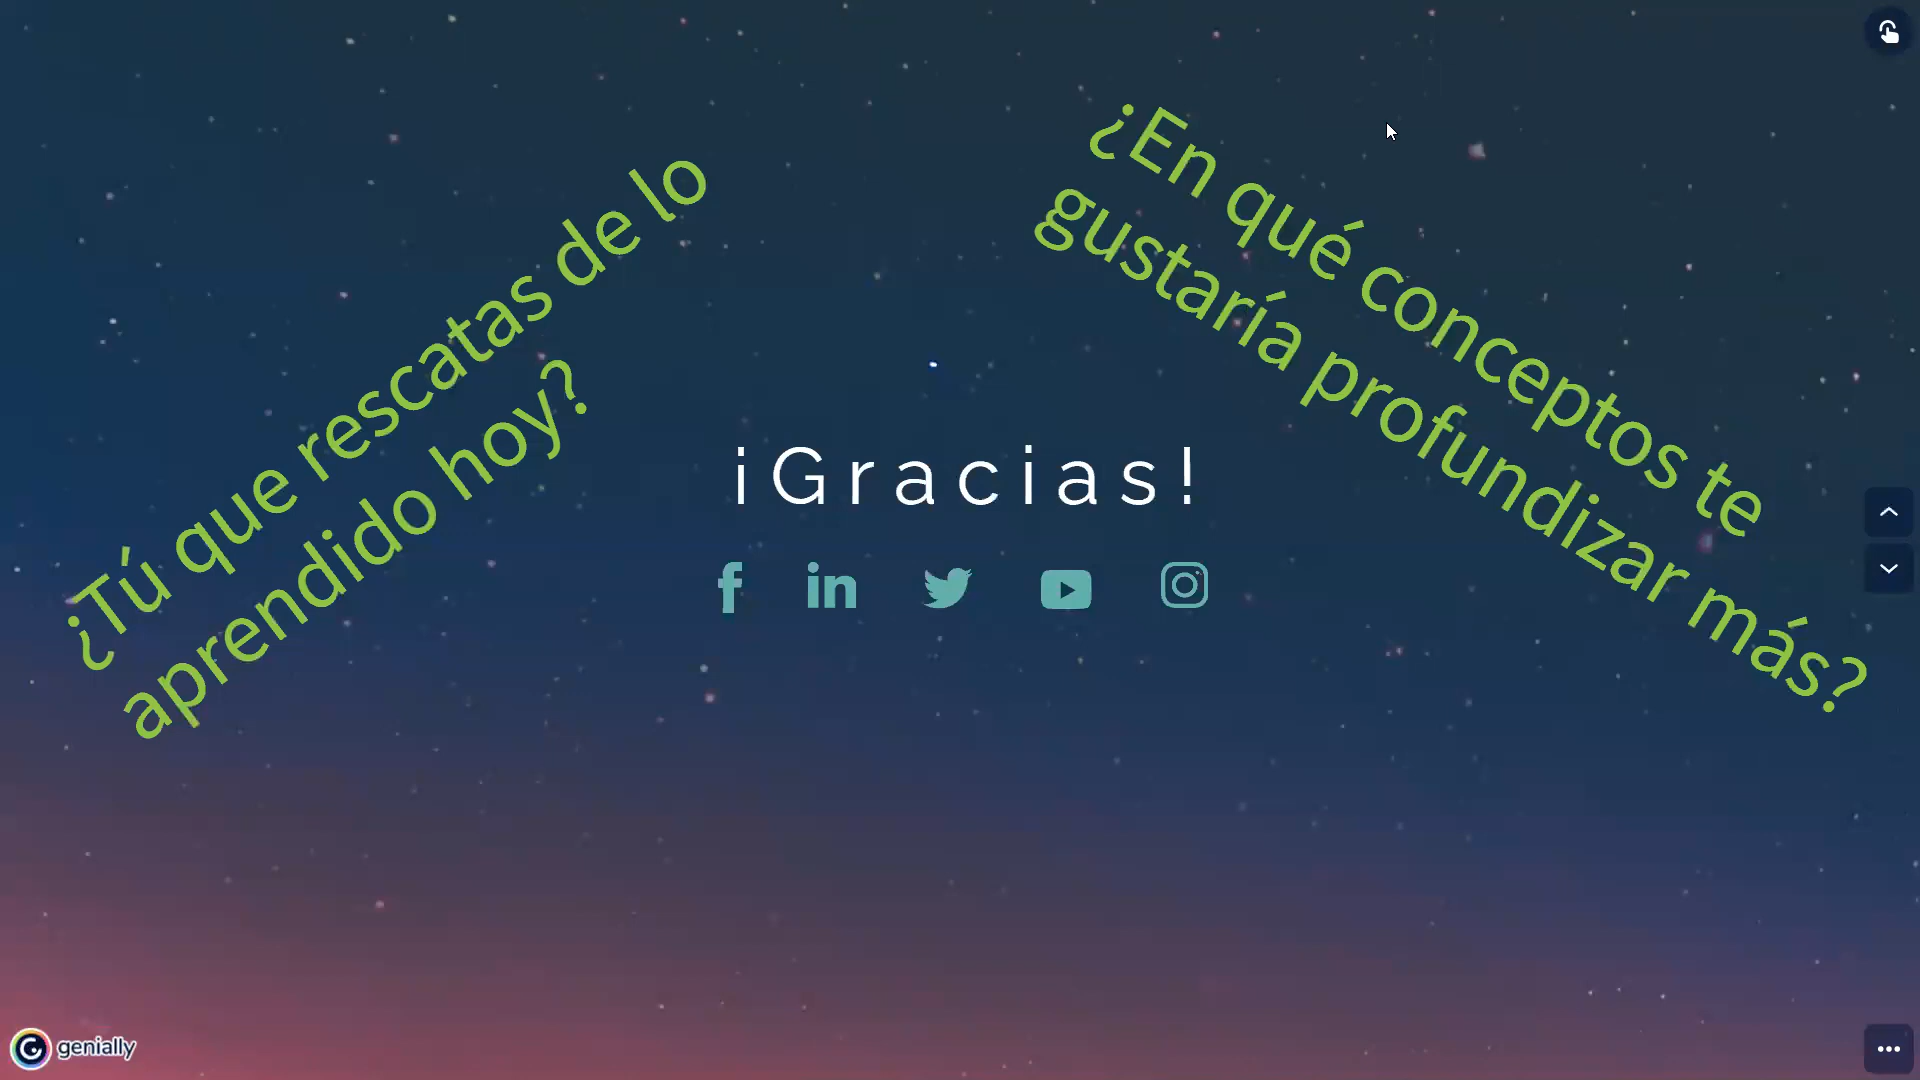 ¿Tú que rescatas de lo
aprendido hoy?
¿En qué conceptos te
gustaría profundizar más?
¡Gracias!
genially